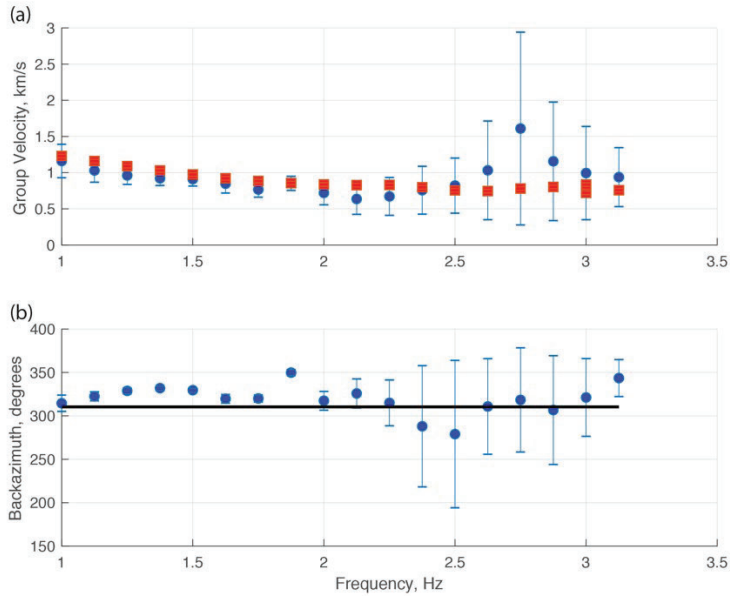 (a)
3
2.5
2
1.5
1
0.5
0
Group Velocity, km/s
1 1.5 2 2.5 3 3.5
(b)
400
350
300
250
200
150
Backazimuth, degrees
1 1.5 2 2.5 3 3.5
Frequency, Hz